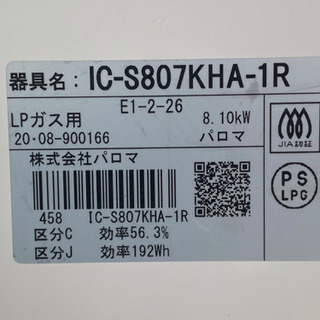 器具名：IC-S807KHA-1R
E1-2-26
LPガス用 8.10kW
20・08-900166 パロマ
株式会社パロマ
JIA認証
PS
LPG
458 IC-S807KHA-1R
区分C 効率56.3%
区分J 効率192Wh